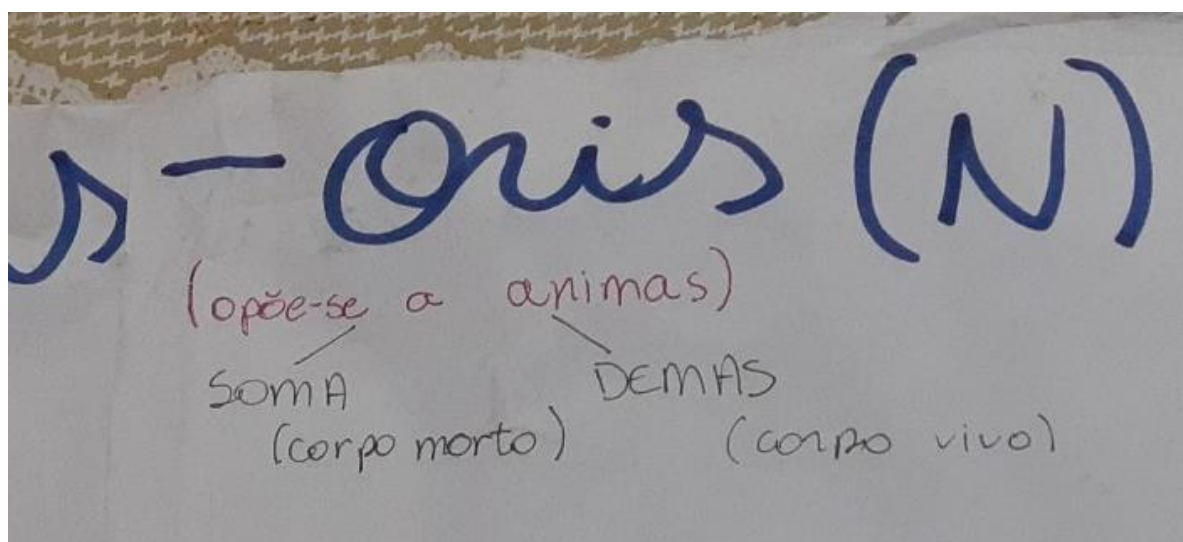 s - Oris (N)
(opõe-se a animas)
SOMA DEMAS
(corpo morto) (corpo vivo)